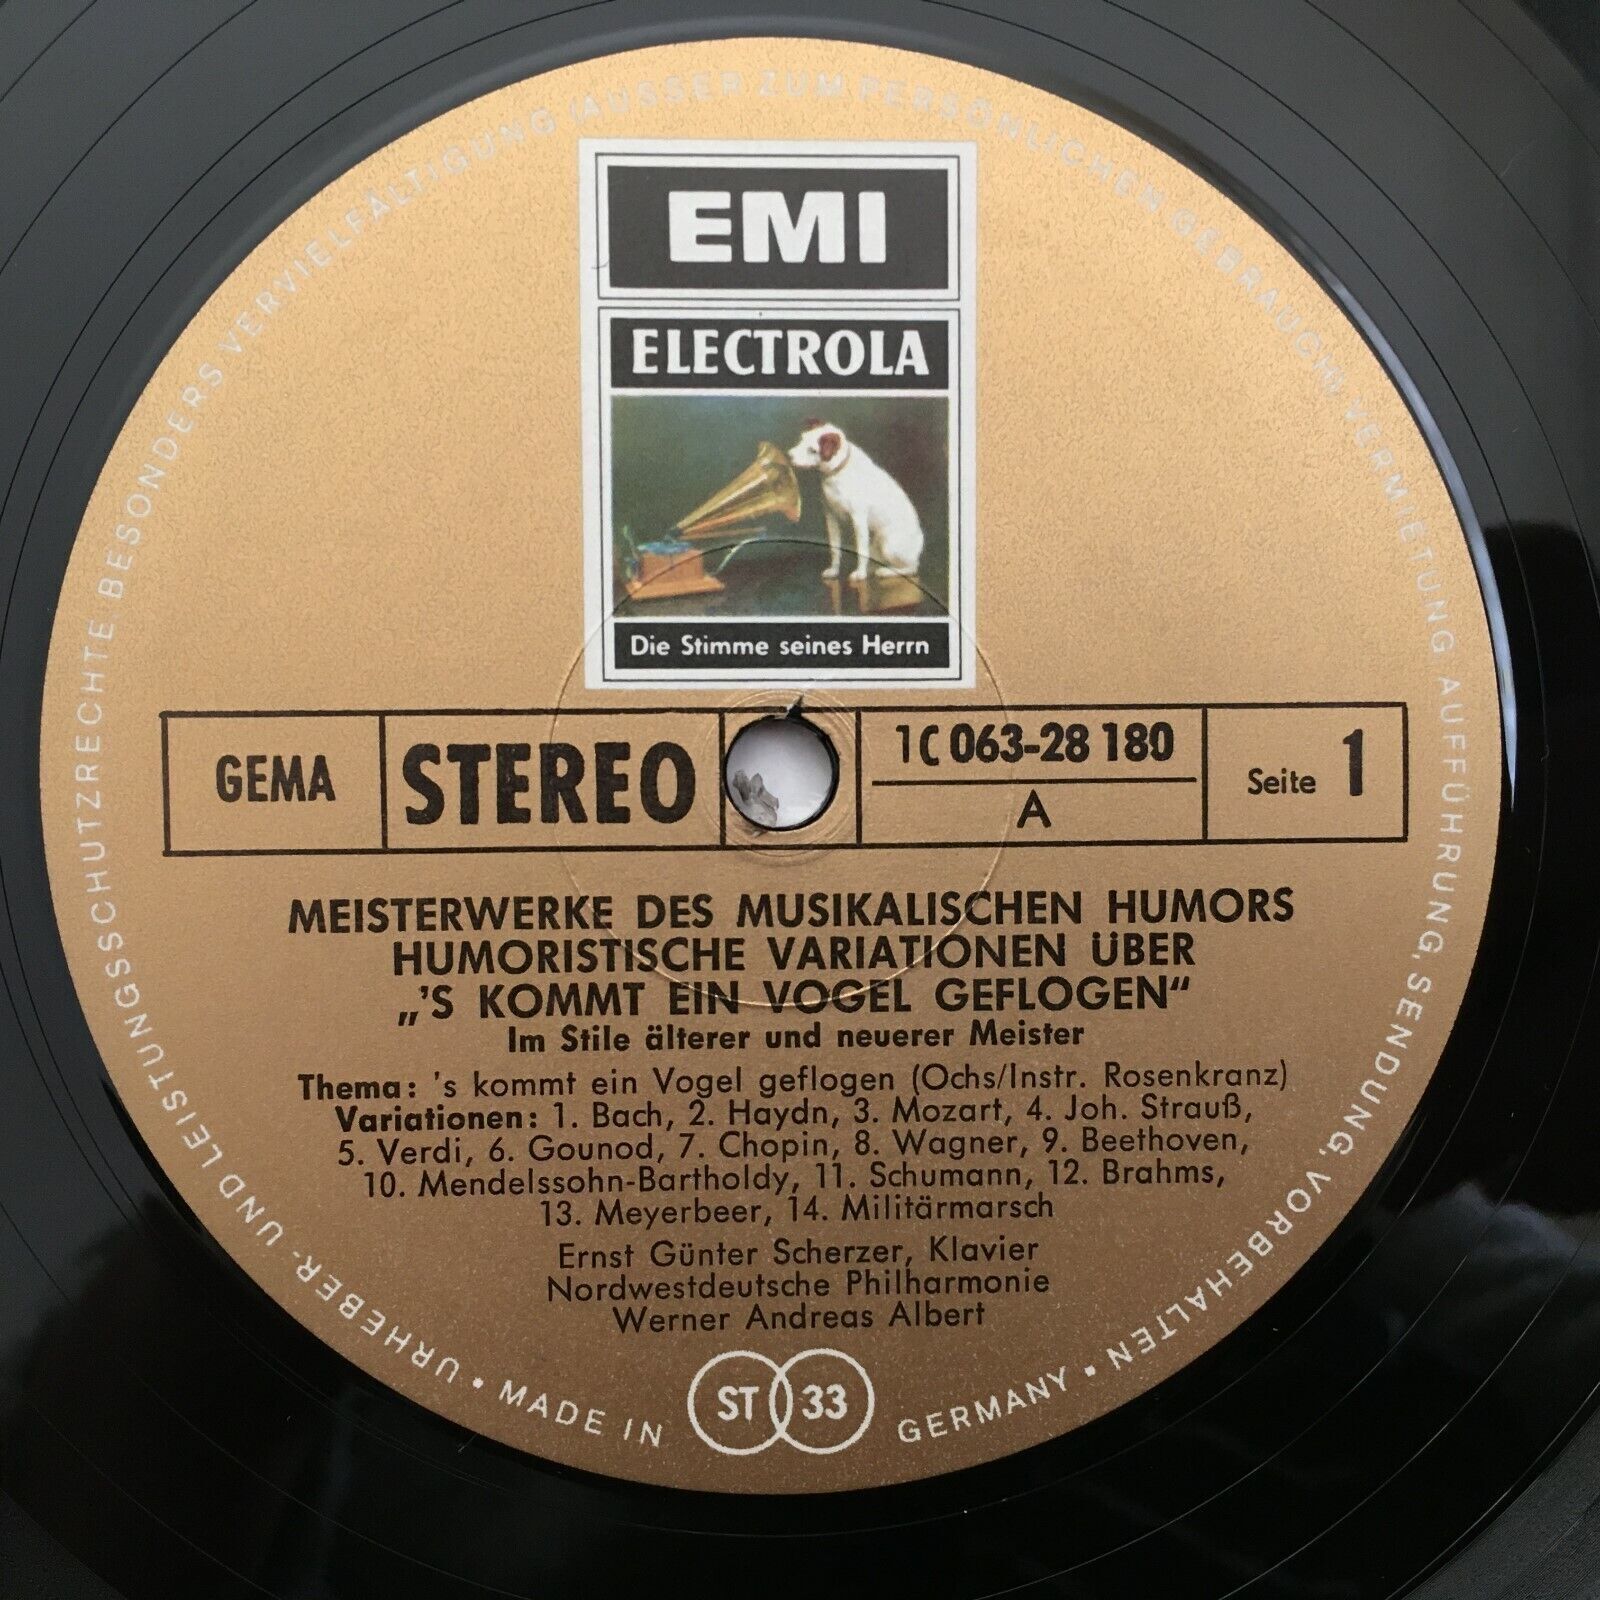 EMI
ELECTROLA
Die Stimme seines Herrn
GEMA
STEREO
1C 063-28 180
A
Seite 1
MEISTERWERKE DES MUSIKALISCHEN HUMORS
HUMORISTISCHE VARIATIONEN ÜBER
„'S KOMMT EIN VOGEL GEFLOGEN“
Im Stile älterer und neuerer Meister
Thema: 's kommt ein Vogel geflogen (Ochs/Instr. Rosenkranz)
Variationen: 1. Bach, 2. Haydn, 3. Mozart, 4. Joh. Strauß,
5. Verdi, 6. Gounod, 7. Chopin, 8. Wagner, 9. Beethoven,
10. Mendelssohn-Bartholdy, 11. Schumann, 12. Brahms,
13. Meyerbeer, 14. Militärmarsch
Ernst Günter Scherzer, Klavier
Nordwestdeutsche Philharmonie
Werner Andreas Albert
ST 33
URHEBER- UND LEISTUNGSSCHUTZRECHTE, BESONDERS VERVIELFÄLTIGUNG (AUSSER ZUM PERSÖNLICHEN GEBRAUCH), VERMIETUNG, AUFFÜHRUNG, SENDUNG, VORBEHALTEN •
MADE IN GERMANY •